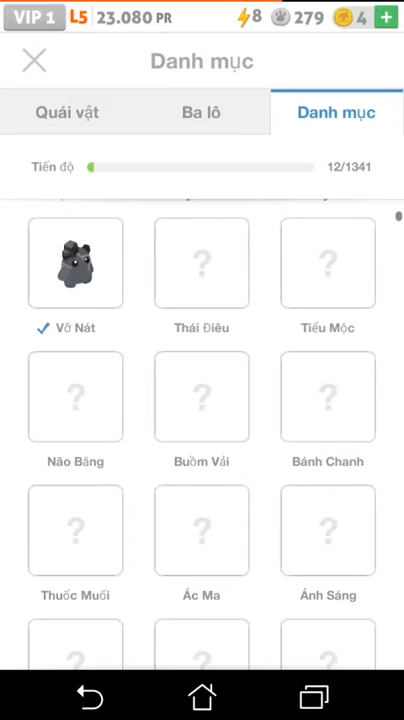 VIP 1 L5 23.080 PR 8 279 4
Danh mục
Quái vật Ba lô Danh mục
Tiến độ 12/1341
? ?
Vỡ Nát Thái Điêu Tiểu Mộc
? ? ?
Não Băng Buồm Vải Bánh Chanh
? ? ?
Thuốc Muối Ác Ma Ánh Sáng